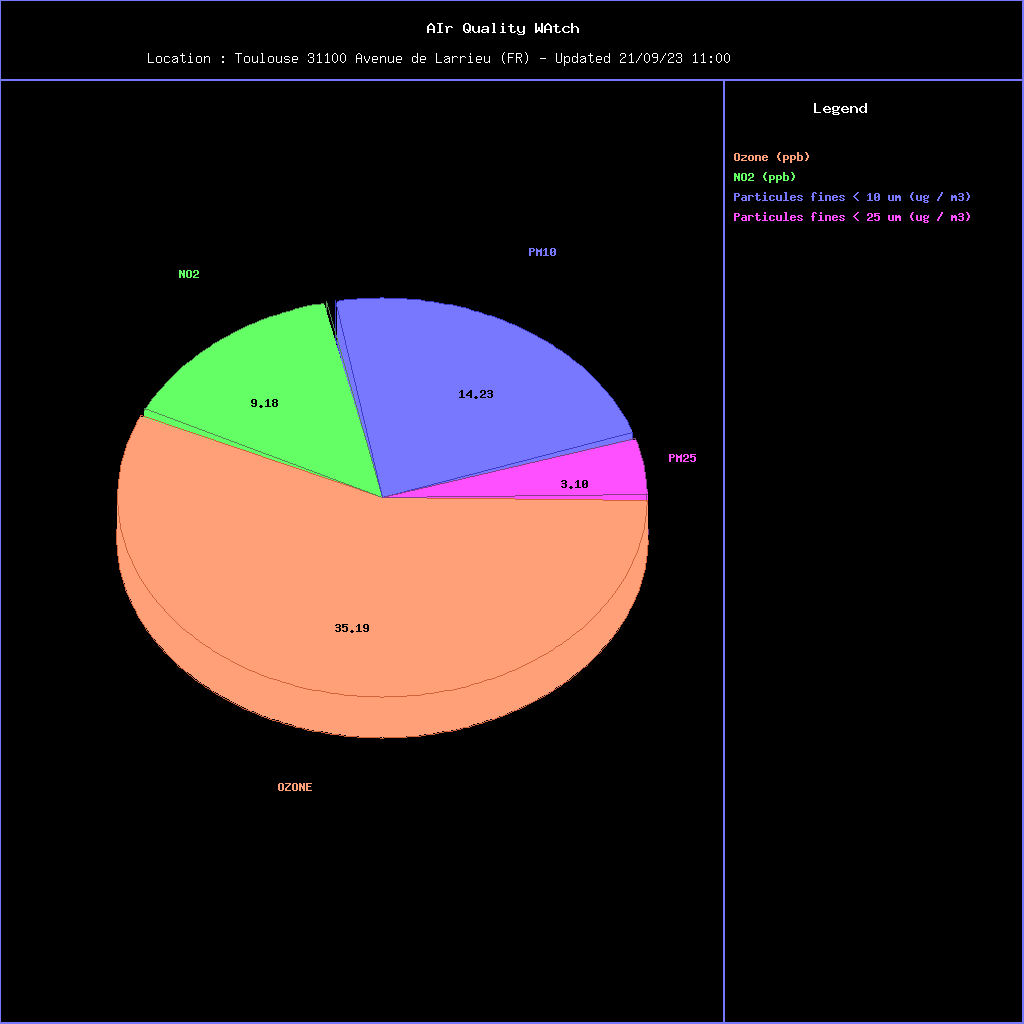 AIr Quality WAtch
Location : Toulouse 31100 Avenue de Larrieu (FR) - Updated 21/09/23 11:00
Legend
Ozone (ppb)
NO2 (ppb)
Particules fines < 10 um (ug / m3)
Particules fines < 25 um (ug / m3)
PM10
NO2
14.23
9.18
PM25
3.10
35.19
OZONE